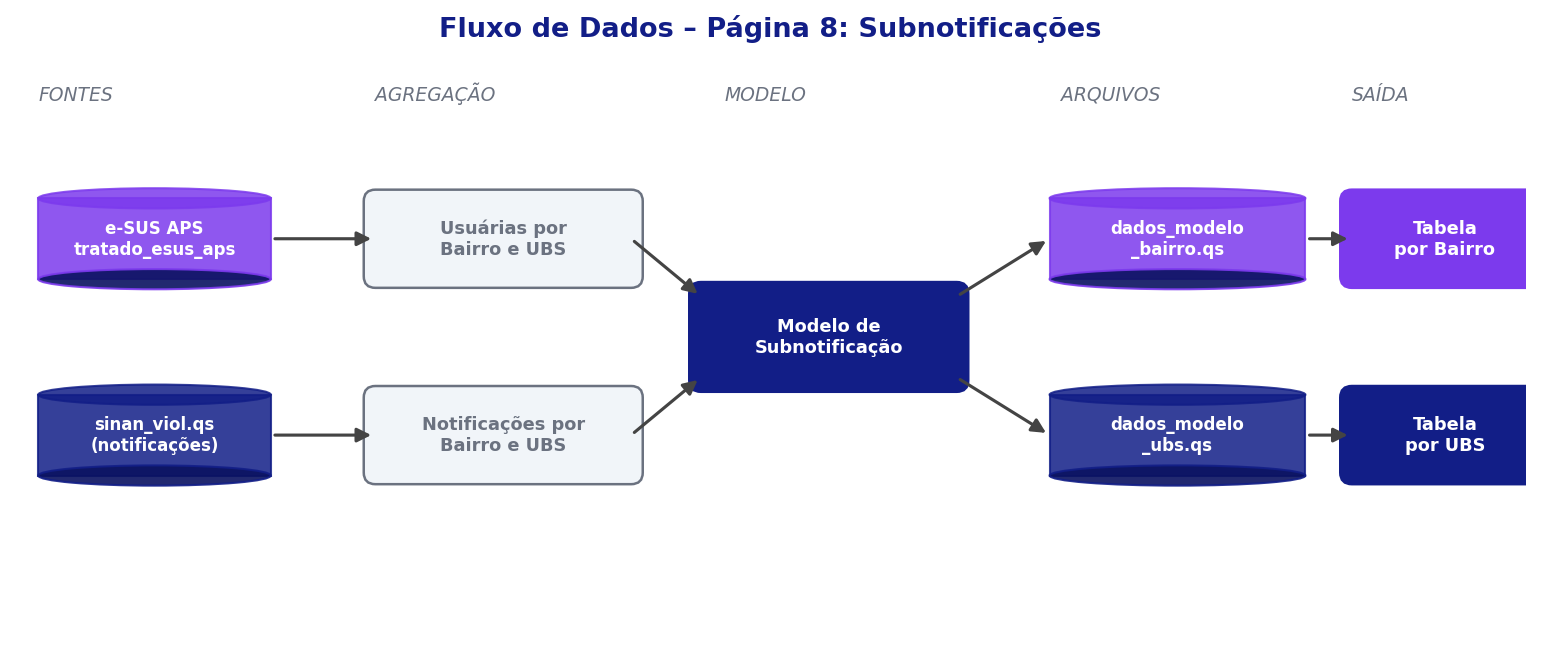 Fluxo de Dados – Página 8: Subnotificações
FONTES
AGREGAÇÃO
MODELO
ARQUIVOS
SAÍDA
e-SUS APS
tratado_esus_aps
Usuárias por
Bairro e UBS
dados_modelo
_bairro.qs
Tabela
por Bairro
Modelo de
Subnotificação
sinan_viol.qs
(notificações)
Notificações por
Bairro e UBS
dados_modelo
_ubs.qs
Tabela
por UBS